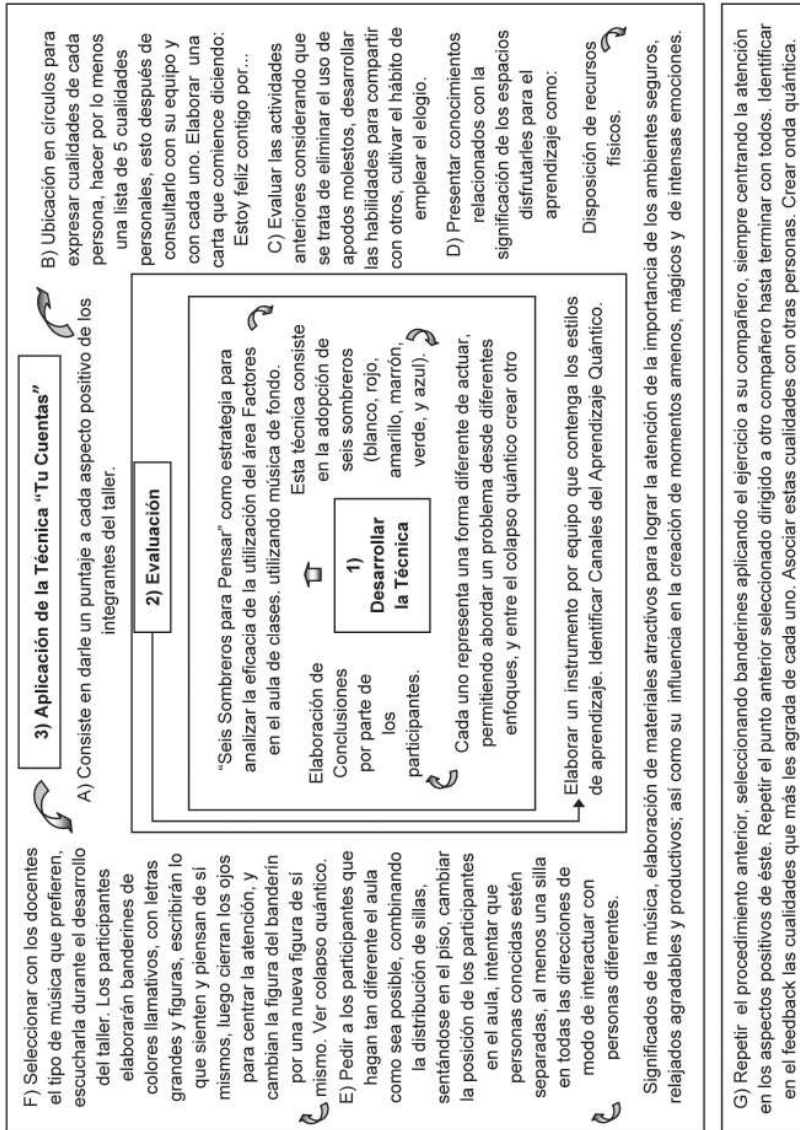 3) Aplicación de la Técnica “Tu Cuentas”
A) Consiste en darle un puntaje a cada aspecto positivo de los
integrantes del taller.
B) Ubicación en círculos para
expresar cualidades de cada
persona, hacer por lo menos
una lista de 5 cualidades
personales, esto después de
consultarlo con su equipo y
con cada uno. Elaborar una
carta que comience diciendo:
Estoy feliz contigo por...
C) Evaluar las actividades
anteriores considerando que
se trata de eliminar el uso de
apodos molestos, desarrollar
las habilidades para compartir
con otros, cultivar el hábito de
emplear el elogio.
D) Presentar conocimientos
relacionados con la
significación de los espacios
disfrutarles para el
aprendizaje como:
Disposición de recursos
físicos.
2) Evaluación
“Seis Sombreros para Pensar” como estrategia para
analizar la eficacia de la utilización del área Factores
en el aula de clases. utilizando música de fondo.
Esta técnica consiste
en la adopción de
seis sombreros
(blanco, rojo,
amarillo, marrón,
verde, y azul).
1)
Desarrollar
la Técnica
Elaboración de
Conclusiones
por parte de
los
participantes.
Cada uno representa una forma diferente de actuar,
permitiendo abordar un problema desde diferentes
enfoques, y entre el colapso quántico crear otro
Elaborar un instrumento por equipo que contenga los estilos
de aprendizaje. Identificar Canales del Aprendizaje Quántico.
F) Seleccionar con los docentes
el tipo de música que prefieren,
escucharla durante el desarrollo
del taller. Los participantes
elaborarán banderines de
colores llamativos, con letras
grandes y figuras, escribirán lo
que sienten y piensan de sí
mismos, luego cierran los ojos
para centrar la atención, y
cambian la figura del banderín
por una nueva figura de sí
mismo. Ver colapso quántico.
E) Pedir a los participantes que
hagan tan diferente el aula
como sea posible, combinando
la distribución de sillas,
sentándose en el piso, cambiar
la posición de los participantes
en el aula, intentar que
personas conocidas estén
separadas, al menos una silla
en todas las direcciones de
modo de interactuar con
personas diferentes.
Significados de la música, elaboración de materiales atractivos para lograr la atención de la importancia de los ambientes seguros,
relajados agradables y productivos; así como su influencia en la creación de momentos amenos, mágicos y de intensas emociones.
G) Repetir el procedimiento anterior, seleccionando banderines aplicando el ejercicio a su compañero, siempre centrando la atención
en los aspectos positivos de éste. Repetir el punto anterior seleccionado dirigido a otro compañero hasta terminar con todos. Identificar
en el feedback las cualidades que más les agrada de cada uno. Asociar estas cualidades con otras personas. Crear onda quántica.